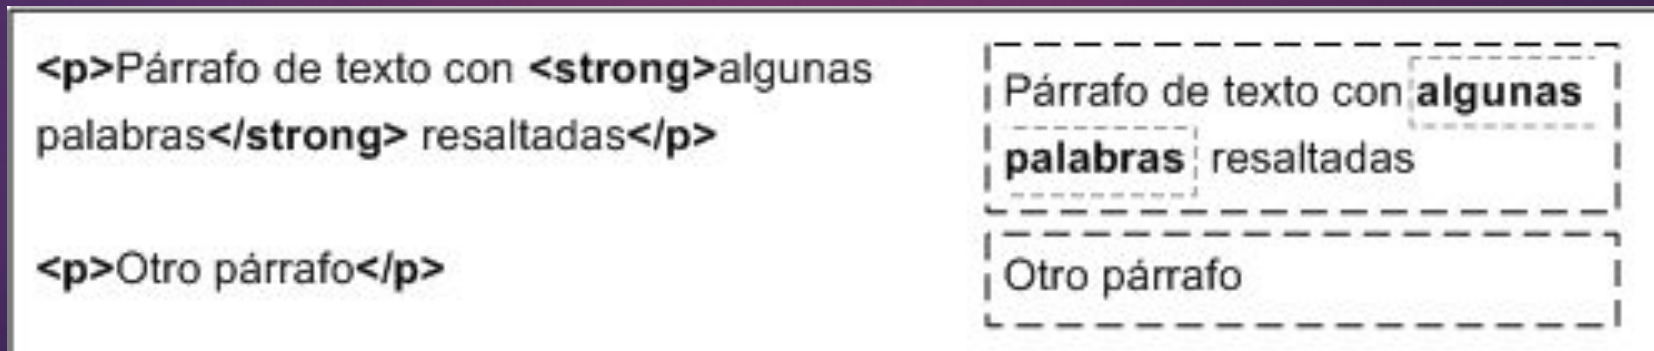 <p>Párrafo de texto con <strong>algunas
palabras</strong> resaltadas</p>
<p>Otro párrafo</p>
Párrafo de texto con algunas
palabras resaltadas
Otro párrafo